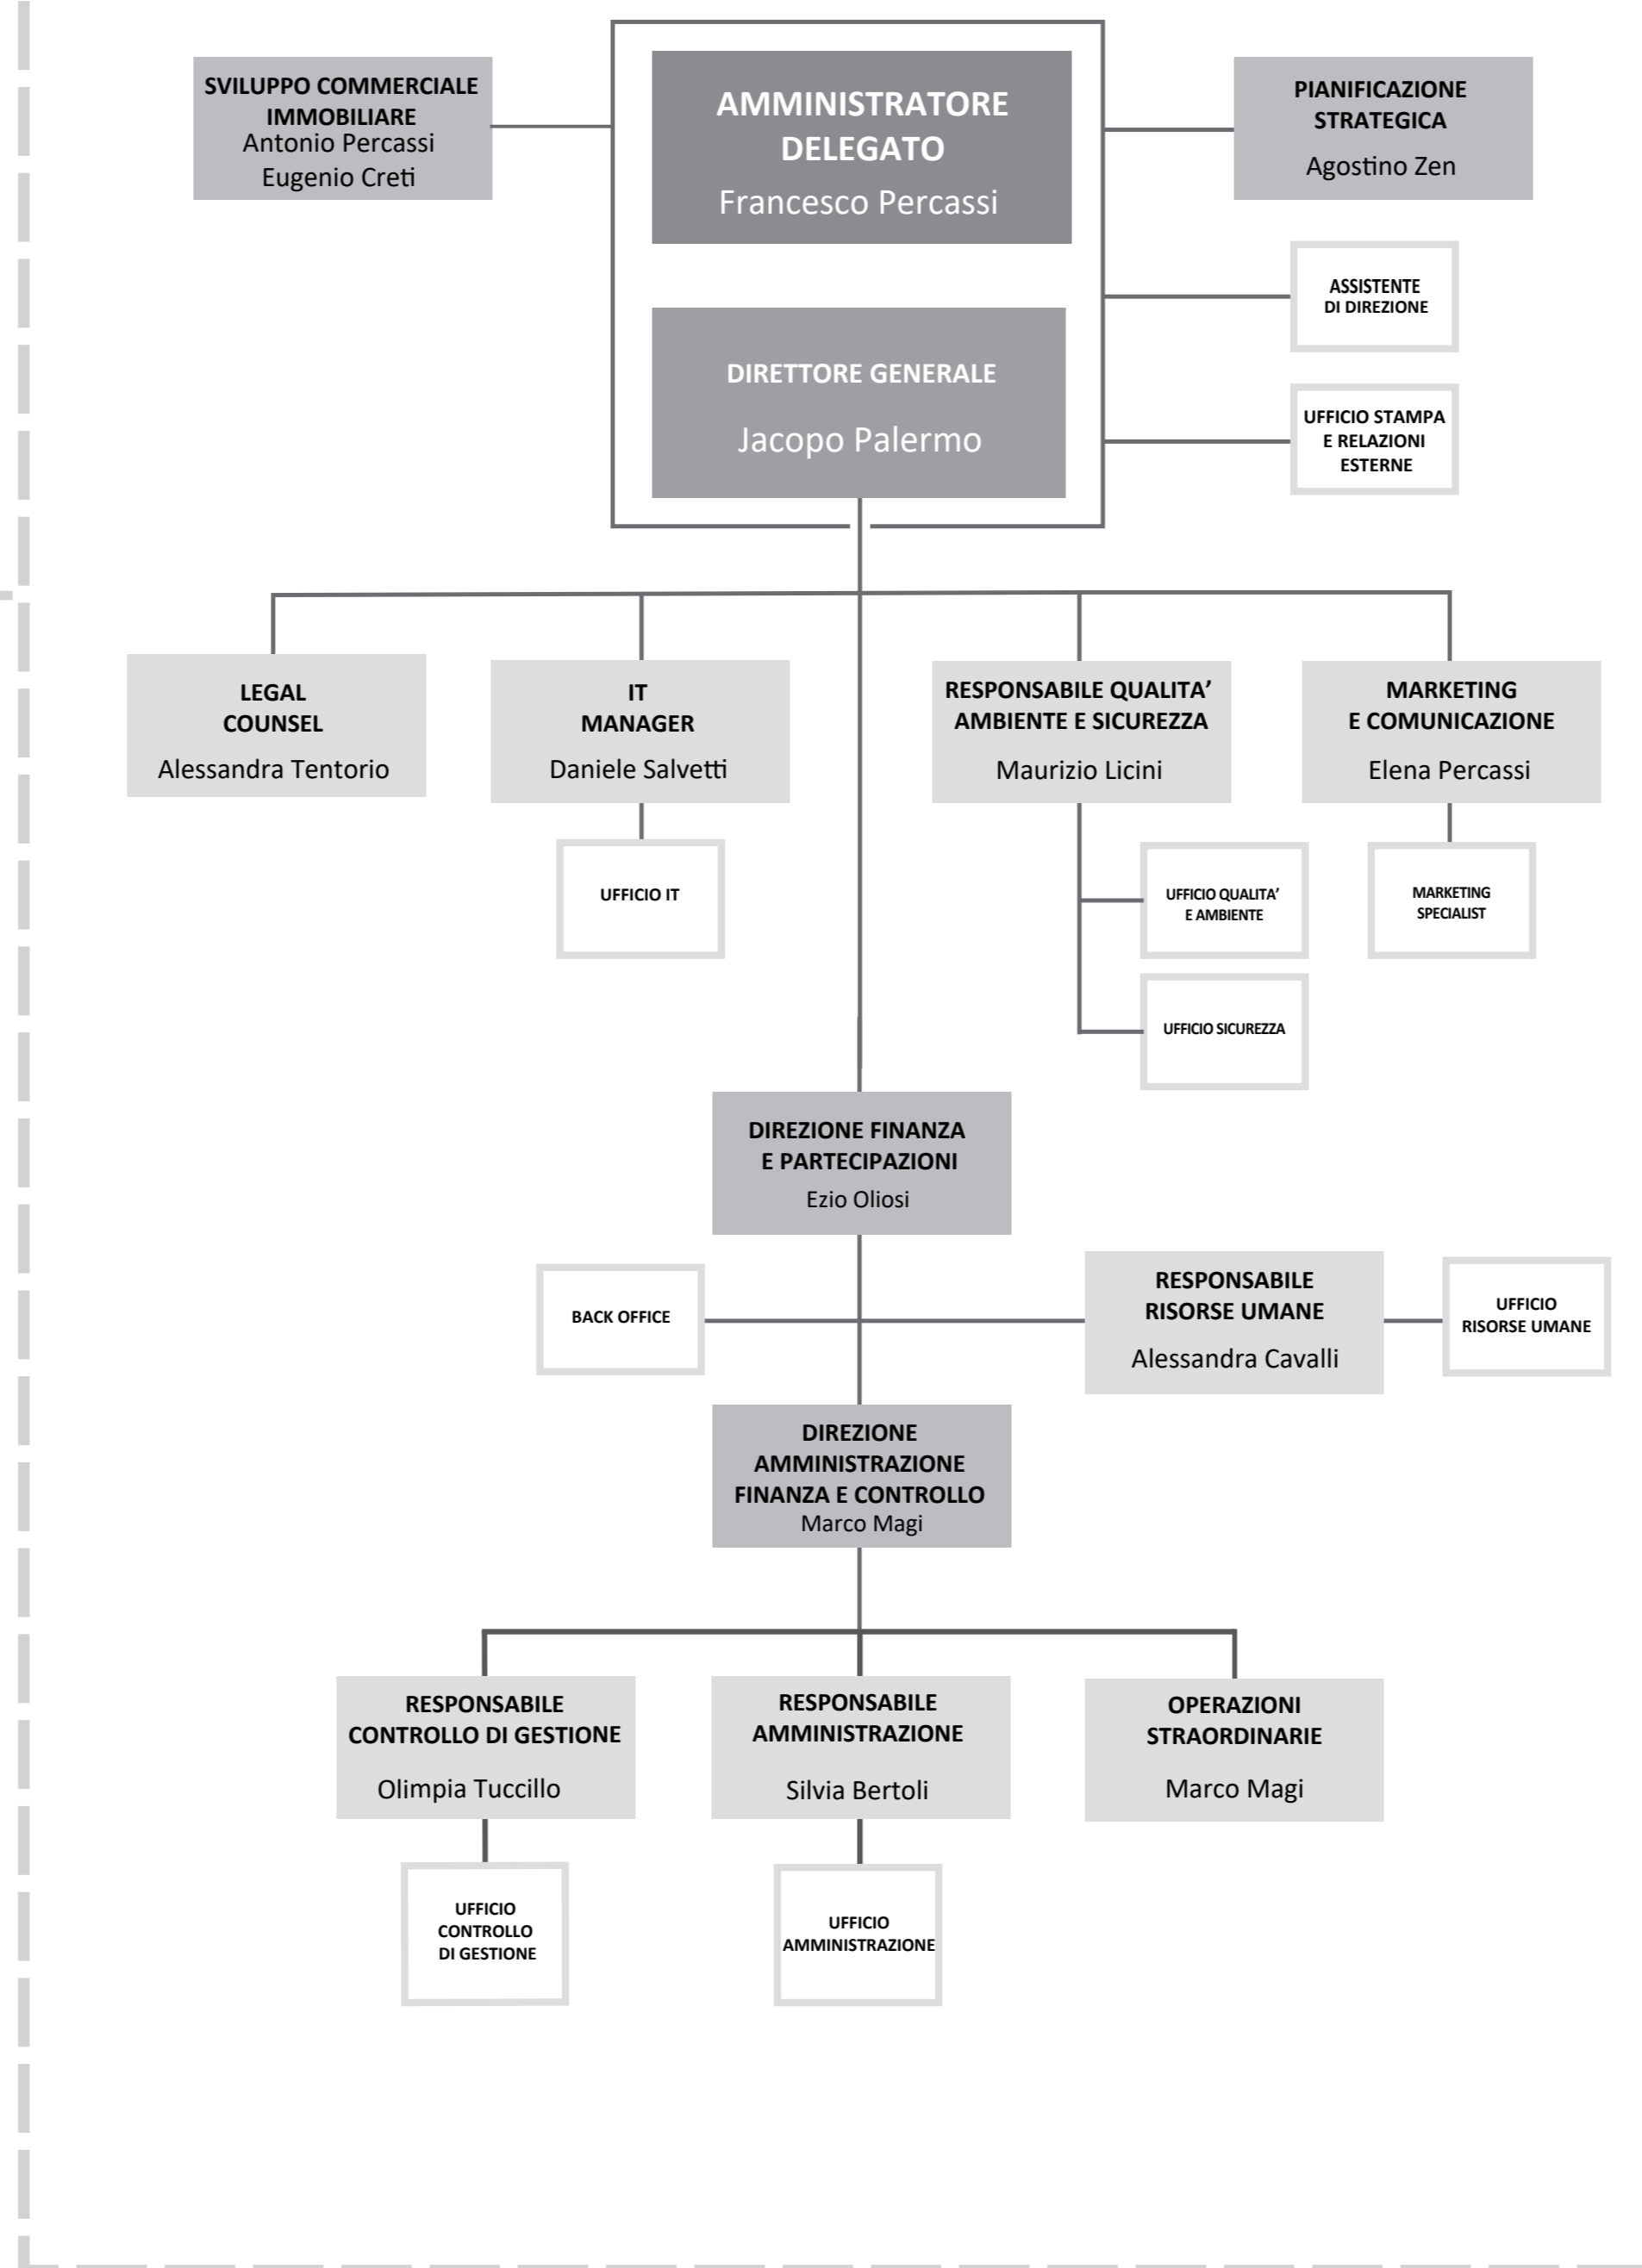 SVILUPPO COMMERCIALE
IMMOBILIARE
Antonio Percassi
Eugenio Creti
AMMINISTRATORE
DELEGATO
Francesco Percassi
PIANIFICAZIONE
STRATEGICA
Agostino Zen
ASSISTENTE
DI DIREZIONE
DIRETTORE GENERALE
Jacopo Palermo
UFFICIO STAMPA
E RELAZIONI
ESTERNE
LEGAL
COUNSEL
Alessandra Tentorio
IT
MANAGER
Daniele Salvetti
RESPONSABILE QUALITA’
AMBIENTE E SICUREZZA
Maurizio Licini
MARKETING
E COMUNICAZIONE
Elena Percassi
UFFICIO IT
UFFICIO QUALITA’
E AMBIENTE
MARKETING
SPECIALIST
UFFICIO SICUREZZA
DIREZIONE FINANZA
E PARTECIPAZIONI
Ezio Oliosi
BACK OFFICE
RESPONSABILE
RISORSE UMANE
Alessandra Cavalli
UFFICIO
RISORSE UMANE
DIREZIONE
AMMINISTRAZIONE
FINANZA E CONTROLLO
Marco Magi
RESPONSABILE
CONTROLLO DI GESTIONE
Olimpia Tuccillo
RESPONSABILE
AMMINISTRAZIONE
Silvia Bertoli
OPERAZIONI
STRAORDINARIE
Marco Magi
UFFICIO
CONTROLLO
DI GESTIONE
UFFICIO
AMMINISTRAZIONE